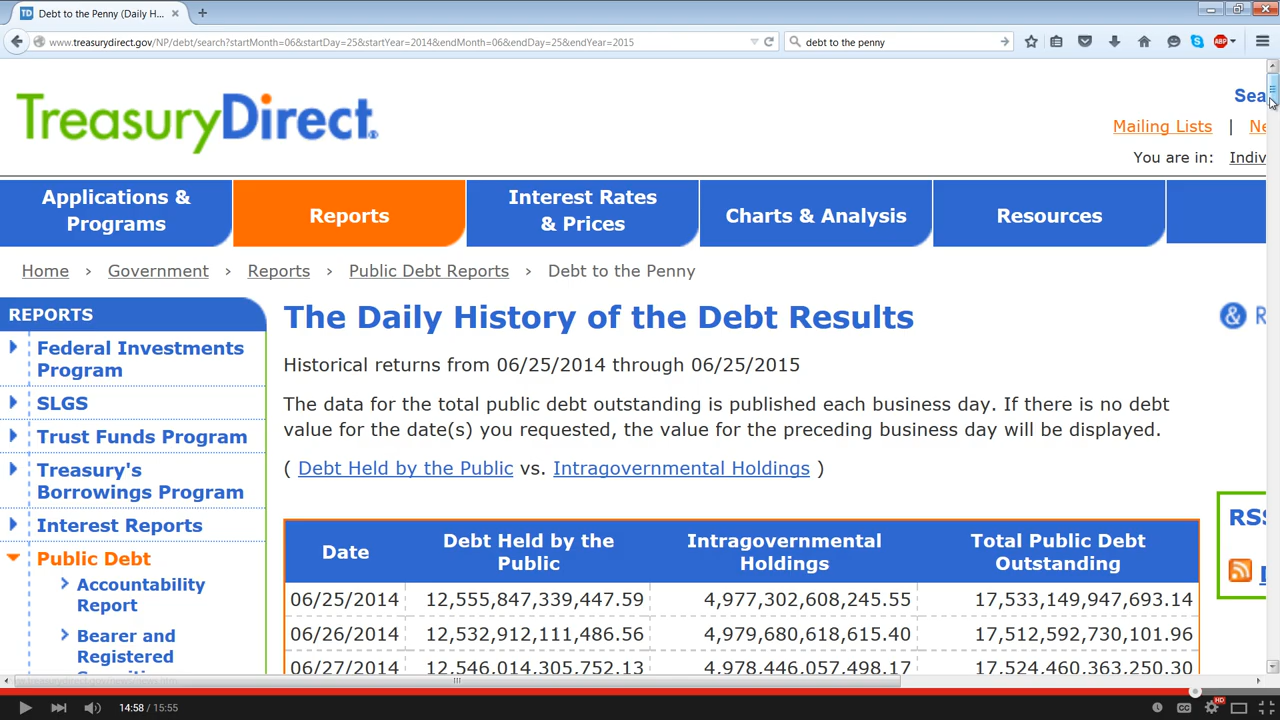 Debt to the Penny (Daily H...
www.treasurydirect.gov/NP/debt/search?startMonth=06&startDay=25&startYear=2014&endMonth=06&endDay=25&endYear=2015
debt to the penny
ABP
TreasuryDirect
Sea
Mailing Lists | Ne
You are in: Indiv
Applications & Programs
Reports
Interest Rates & Prices
Charts & Analysis
Resources
Home › Government › Reports › Public Debt Reports › Debt to the Penny
REPORTS
Federal Investments
Program
SLGS
Trust Funds Program
Treasury's
Borrowings Program
Interest Reports
Public Debt
Accountability
Report
Bearer and
Registered
The Daily History of the Debt Results
& R
Historical returns from 06/25/2014 through 06/25/2015
The data for the total public debt outstanding is published each business day. If there is no debt
value for the date(s) you requested, the value for the preceding business day will be displayed.
( Debt Held by the Public vs. Intragovernmental Holdings )
RSS
Date | Debt Held by the Public | Intragovernmental Holdings | Total Public Debt Outstanding
06/25/2014 12,555,847,339,447.59 4,977,302,608,245.55 17,533,149,947,693.14
06/26/2014 12,532,912,111,486.56 4,979,680,618,615.40 17,512,592,730,101.96
06/27/2014 12,546,014,305,752.13 4,978,446,057,498.17 17,524,460,363,250.30
14:58 / 15:55
HD